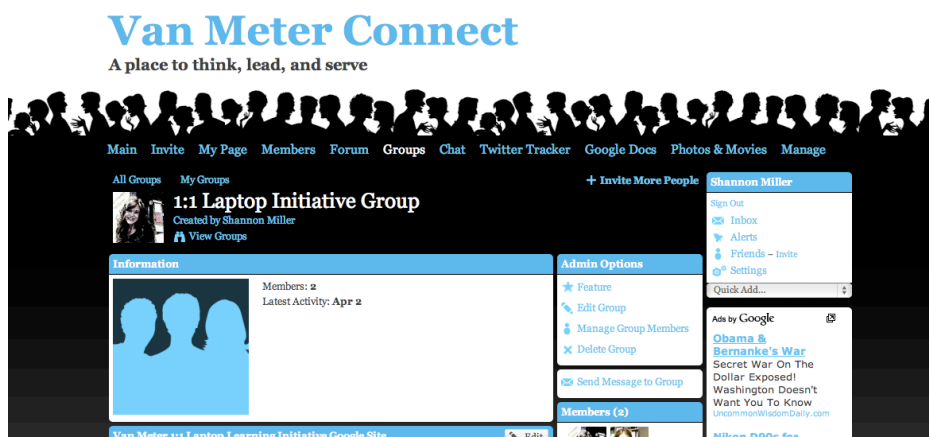 Van Meter Connect
A place to think, lead, and serve
Main Invite My Page Members Forum Groups Chat Twitter Tracker Google Docs Photos & Movies Manage
All Groups My Groups
+ Invite More People
1:1 Laptop Initiative Group
Created by Shannon Miller
View Groups
Information
Members: 2
Latest Activity: Apr 2
Van Meter 1:1 Laptop Learning Initiative Google Site
Edit
Admin Options
Feature
Edit Group
Manage Group Members
Delete Group
Send Message to Group
Members (2)
Shannon Miller
Sign Out
Inbox
Alerts
Friends – Invite
Settings
Quick Add...
Ads by Google
Obama &
Bernanke's War
Secret War On The
Dollar Exposed!
Washington Doesn't
Want You To Know
UncommonWisdomDaily.com
Nikon D90s for